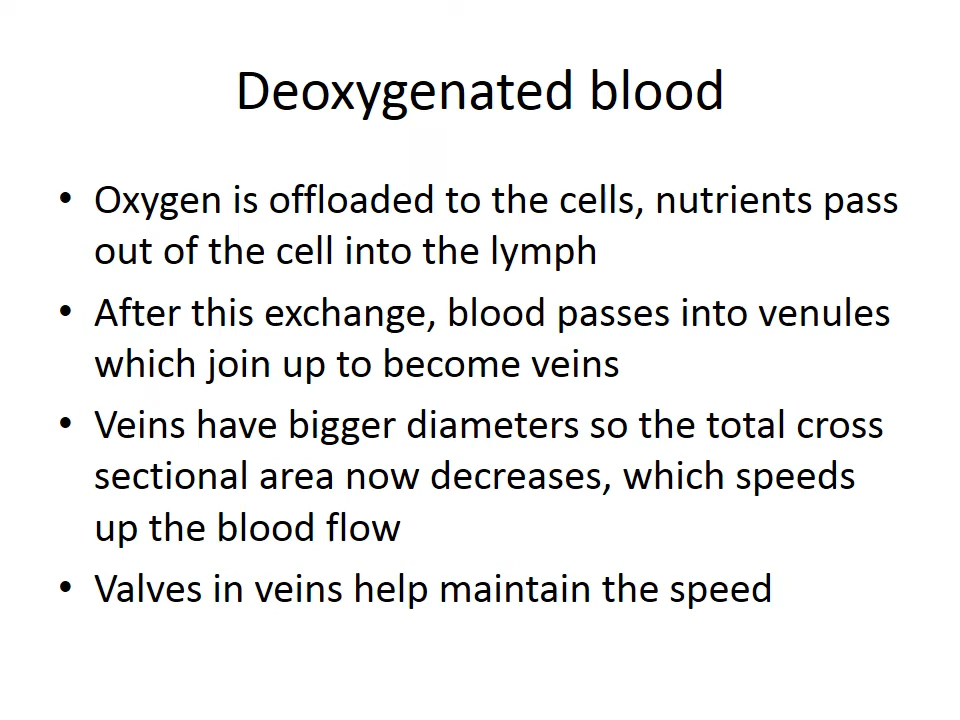 Deoxygenated blood
• Oxygen is offloaded to the cells, nutrients pass
out of the cell into the lymph
• After this exchange, blood passes into venules
which join up to become veins
• Veins have bigger diameters so the total cross
sectional area now decreases, which speeds
up the blood flow
• Valves in veins help maintain the speed